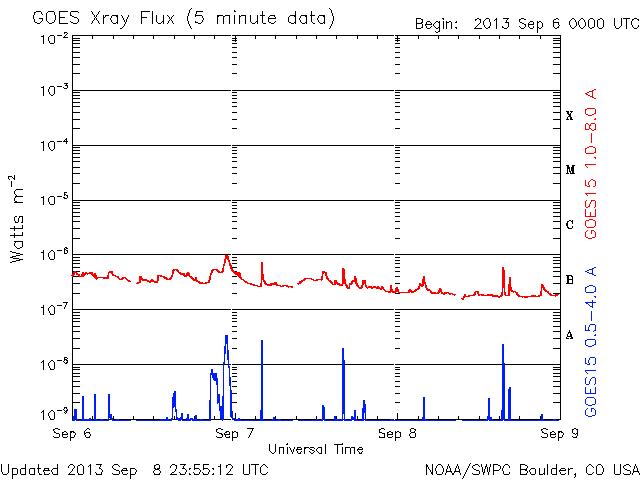 GOES Xray Flux (5 minute data)
Begin: 2013 Sep 6 0000 UTC
10⁻²
10⁻³
10⁻⁴
10⁻⁵
10⁻⁶
10⁻⁷
10⁻⁸
10⁻⁹
Watts m⁻²
X
M
C
B
A
GOES15 1.0-8.0 A
GOES15 0.5-4.0 A
Sep 6
Sep 7
Sep 8
Sep 9
Universal Time
Updated 2013 Sep 8 23:55:12 UTC
NOAA/SWPC Boulder, CO USA